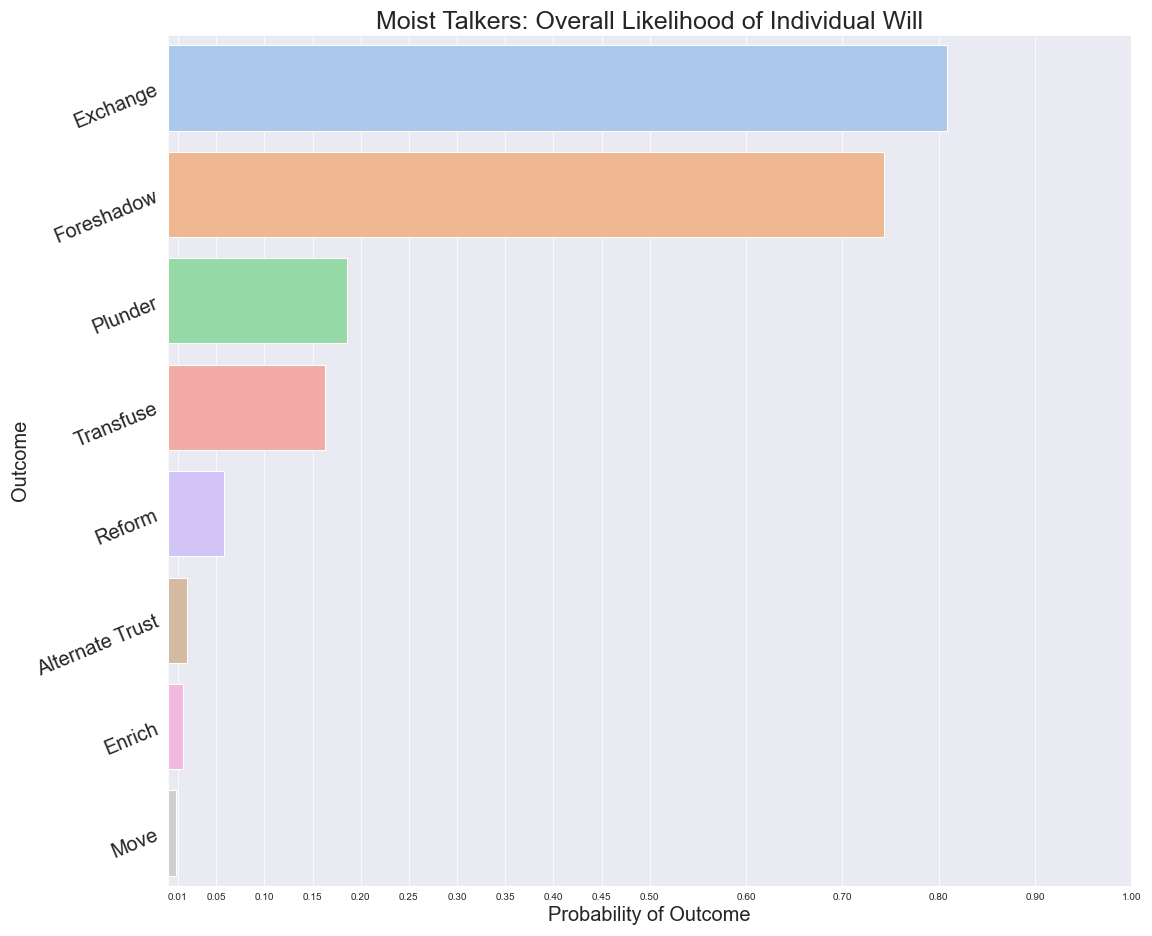 Moist Talkers: Overall Likelihood of Individual Will
Exchange
Foreshadow
Plunder
Transfuse
Reform
Alternate Trust
Enrich
Move
Outcome
0.01 0.05 0.10 0.15 0.20 0.25 0.30 0.35 0.40 0.45 0.50 0.60 0.70 0.80 0.90 1.00
Probability of Outcome